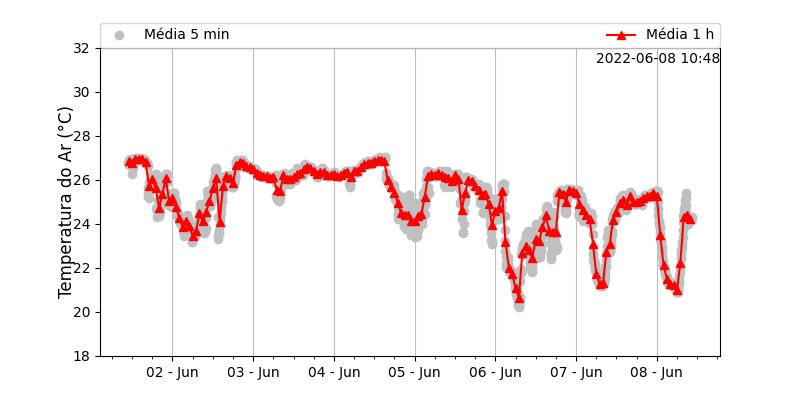 Média 5 min
Média 1 h
2022-06-08 10:48
Temperatura do Ar (°C)
32
30
28
26
24
22
20
18
02 - Jun
03 - Jun
04 - Jun
05 - Jun
06 - Jun
07 - Jun
08 - Jun